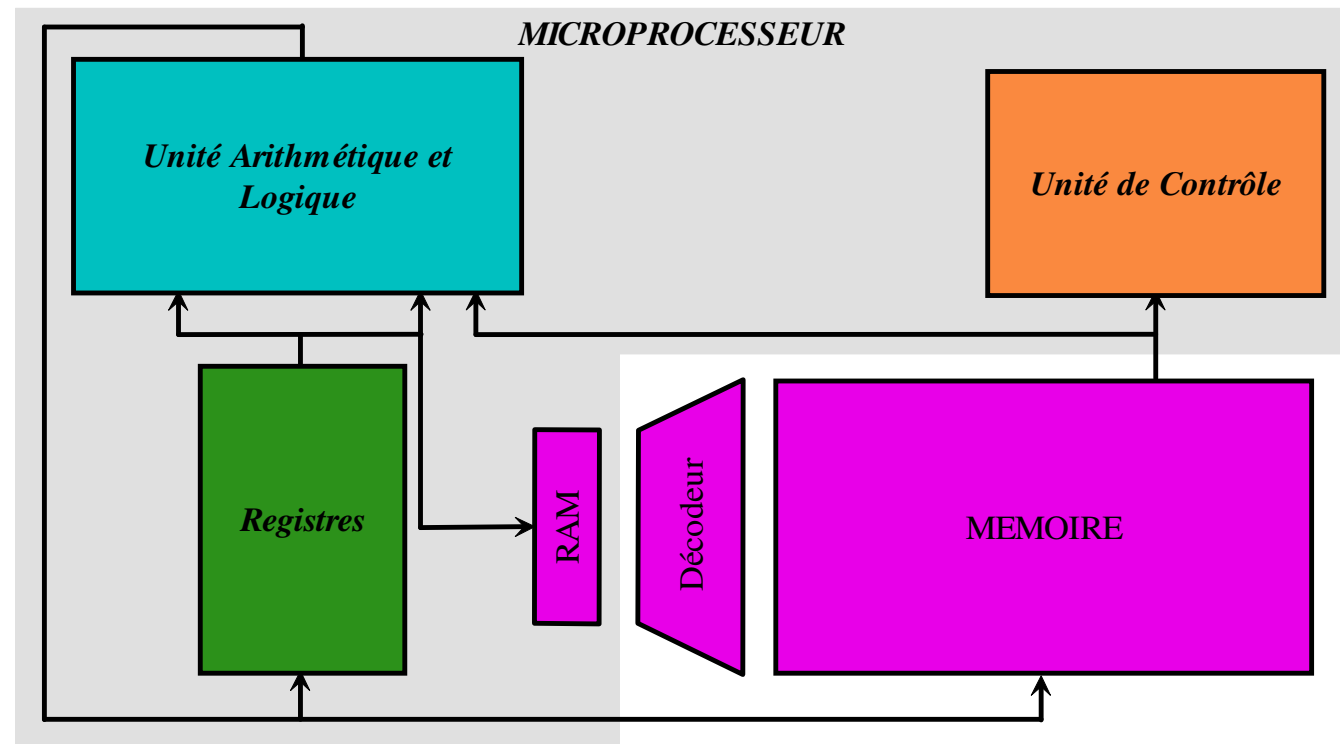 MICROPROCESSEUR
Unité Arithmétique et
Logique
Unité de Contrôle
Registres
RAM
Décodeur
MEMOIRE